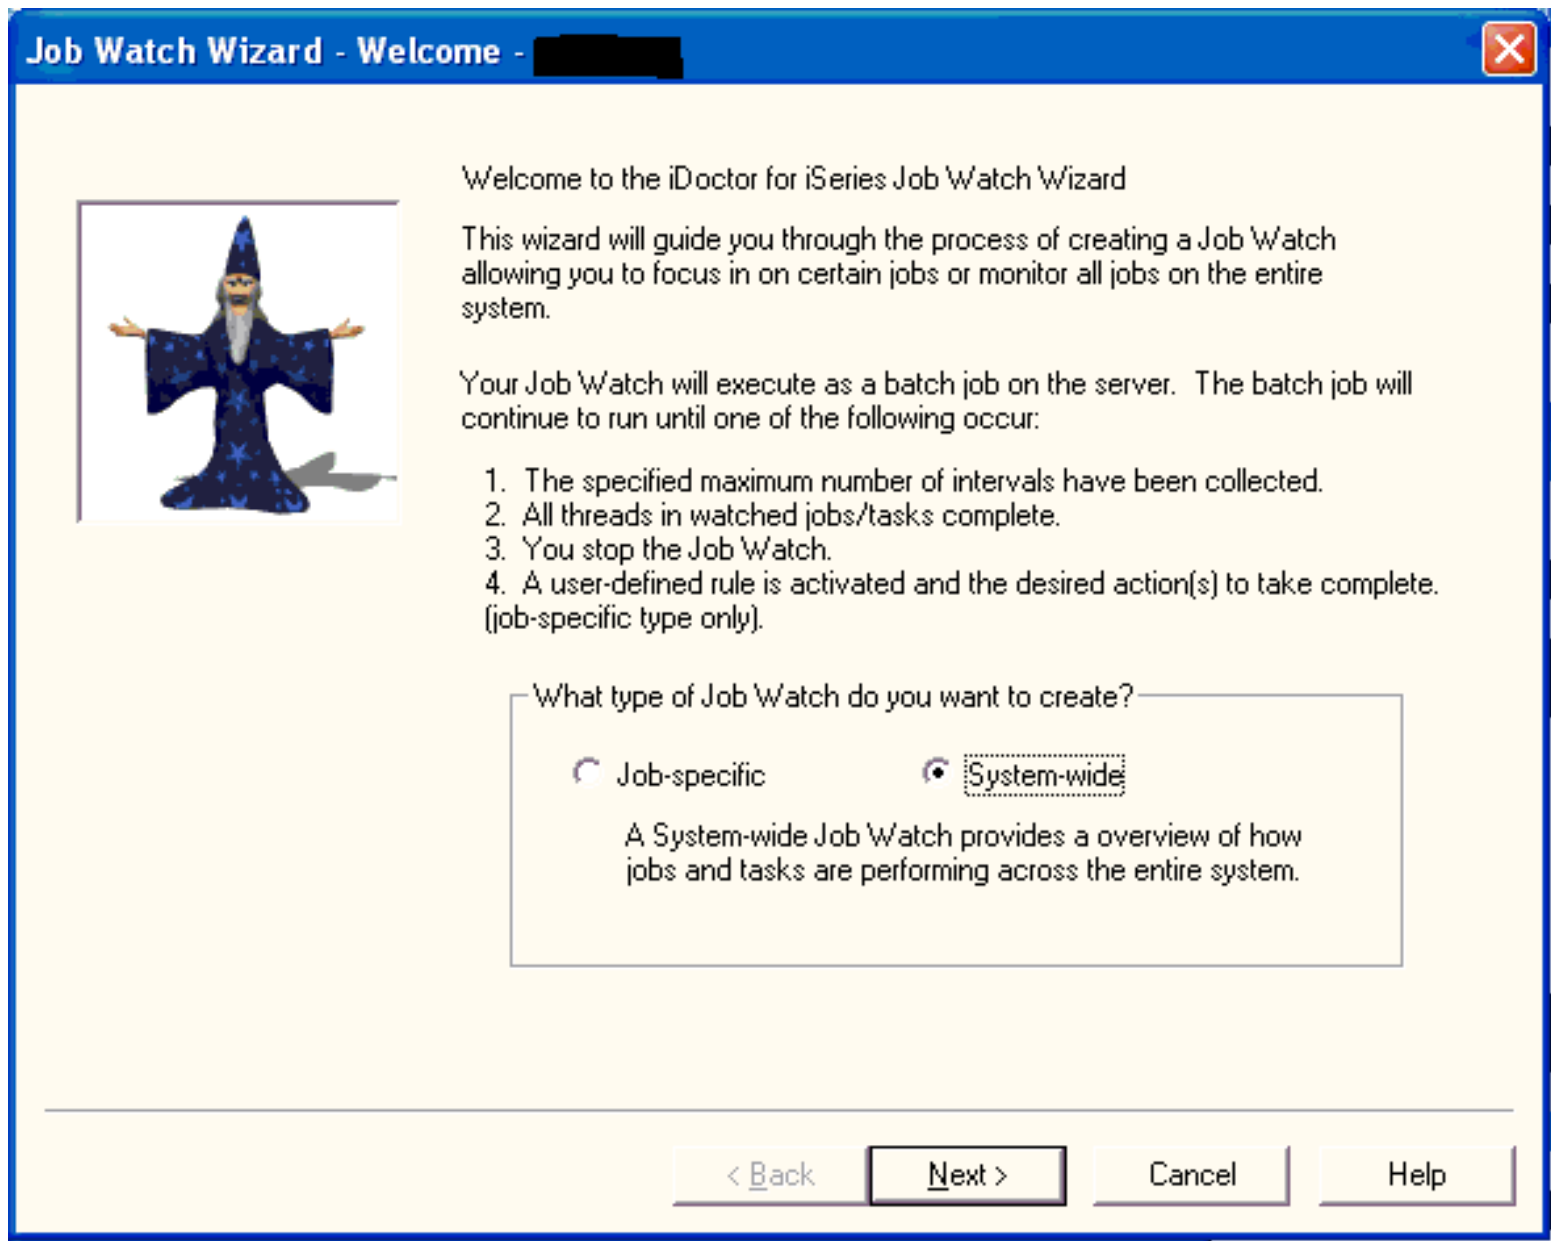 Job Watch Wizard - Welcome -
Welcome to the iDoctor for iSeries Job Watch Wizard
This wizard will guide you through the process of creating a Job Watch
allowing you to focus in on certain jobs or monitor all jobs on the entire
system.
Your Job Watch will execute as a batch job on the server.  The batch job will
continue to run until one of the following occur:
1.  The specified maximum number of intervals have been collected.
2.  All threads in watched jobs/tasks complete.
3.  You stop the Job Watch.
4.  A user-defined rule is activated and the desired action(s) to take complete.
(job-specific type only).
What type of Job Watch do you want to create?
Job-specific
System-wide
A System-wide Job Watch provides a overview of how
jobs and tasks are performing across the entire system.
< Back
Next >
Cancel
Help